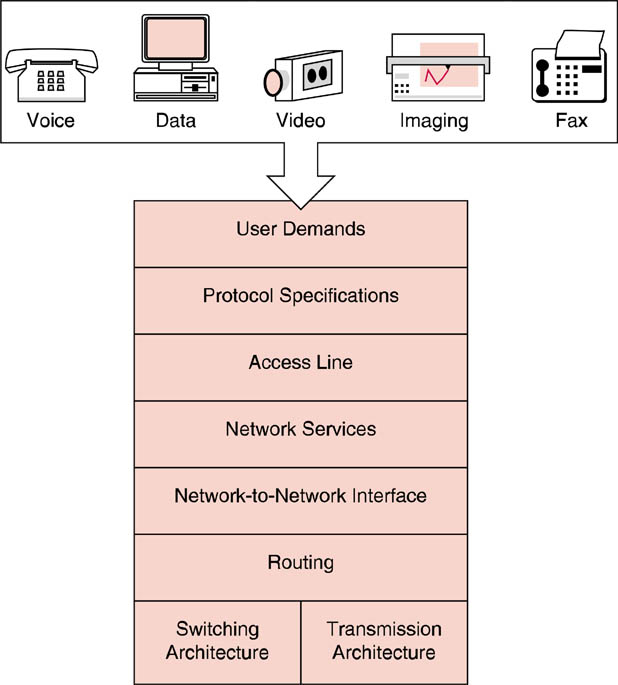 Voice
Data
Video
Imaging
Fax
User Demands
Protocol Specifications
Access Line
Network Services
Network-to-Network Interface
Routing
Switching
Architecture
Transmission
Architecture